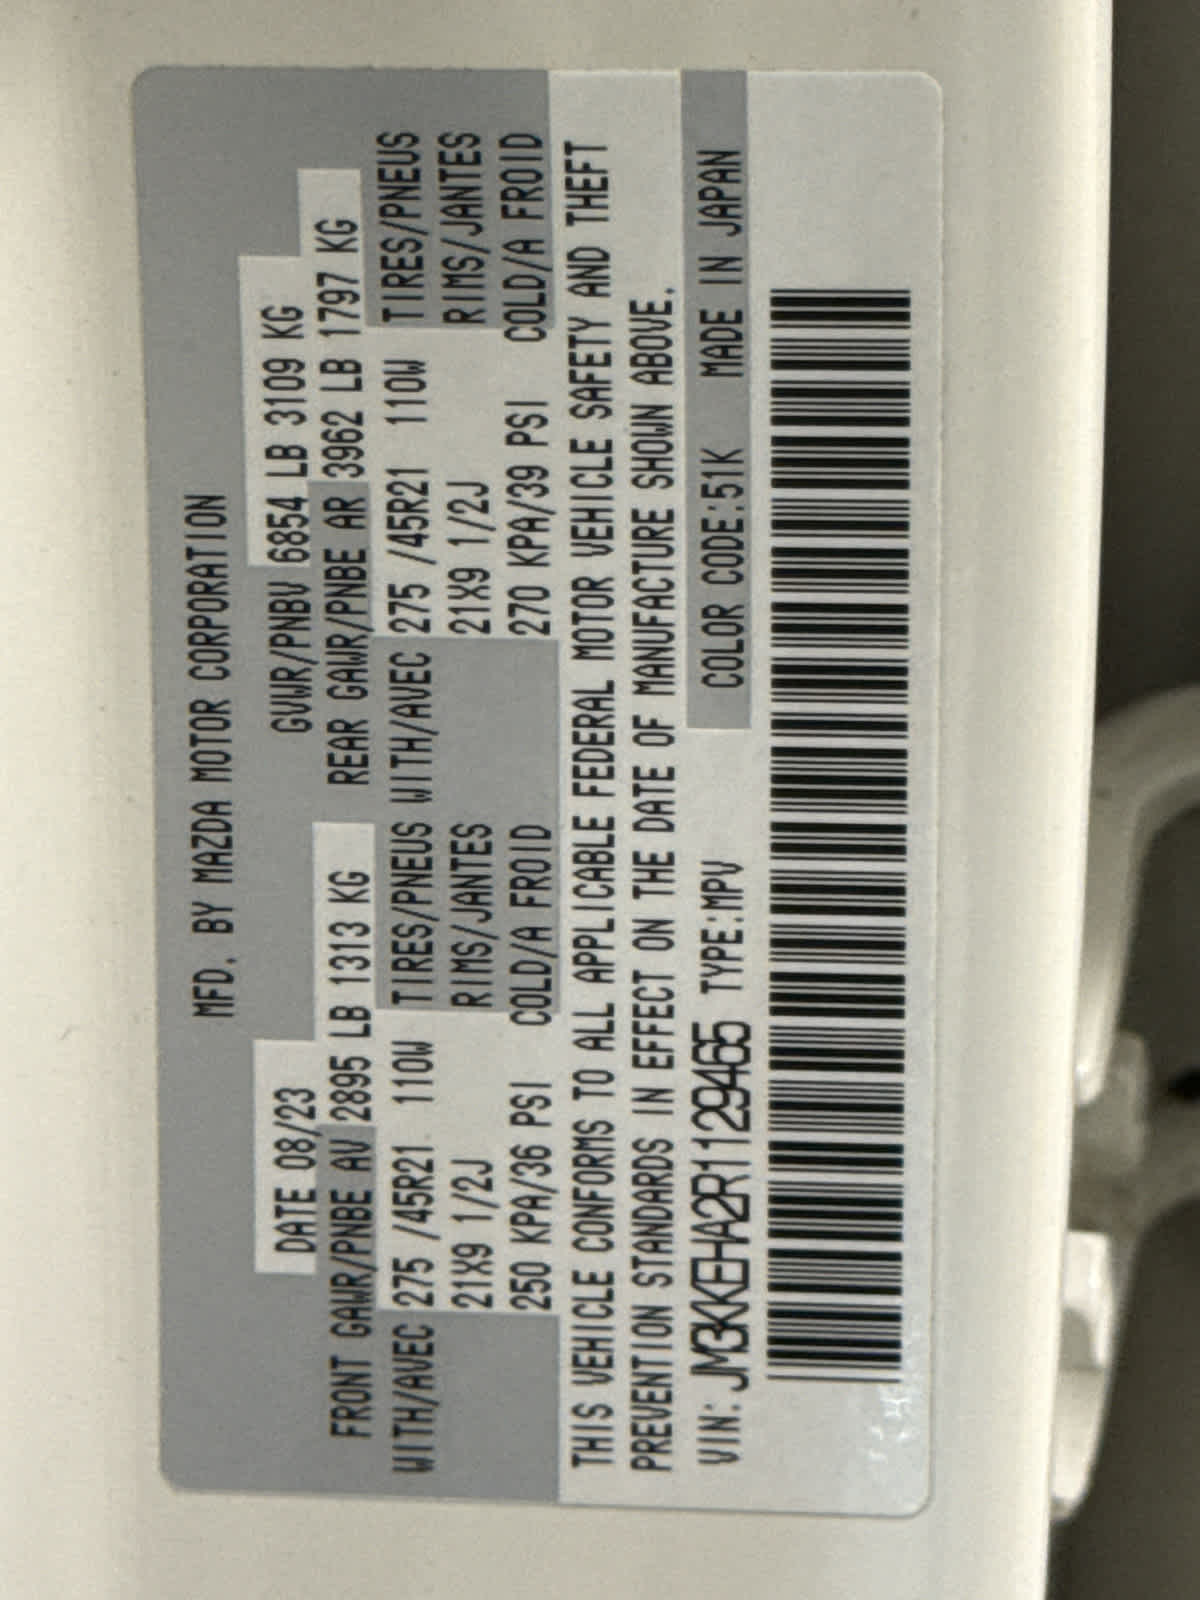 MFD. BY MAZDA MOTOR CORPORATION
DATE 08/23 GVWR/PNBV 6854 LB 3109 KG
FRONT GAWR/PNBE AV 2895 LB 1313 KG REAR GAWR/PNBE AR 3962 LB 1797 KG
WITH/AVEC 275 /45R21 110W TIRES/PNEUS WITH/AVEC 275 /45R21 110W TIRES/PNEUS
21X9 1/2J RIMS/JANTES 21X9 1/2J RIMS/JANTES
250 KPA/36 PSI COLD/A FROID 270 KPA/39 PSI COLD/A FROID
THIS VEHICLE CONFORMS TO ALL APPLICABLE FEDERAL MOTOR VEHICLE SAFETY AND THEFT
PREVENTION STANDARDS IN EFFECT ON THE DATE OF MANUFACTURE SHOWN ABOVE.
VIN: JM3KKEHA2R1129465 TYPE:MPV COLOR CODE:51K MADE IN JAPAN